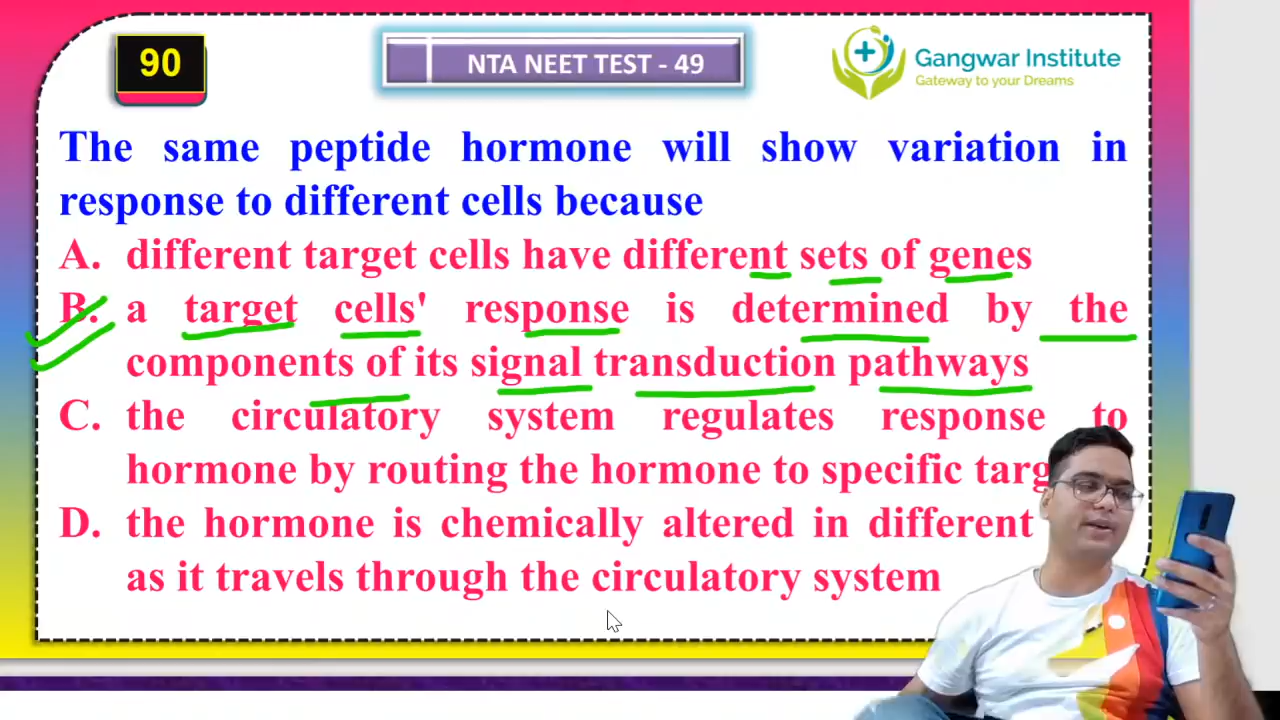 90
NTA NEET TEST - 49
Gangwar Institute
Gateway to your Dreams
The same peptide hormone will show variation in
response to different cells because
A. different target cells have different sets of genes
B. a target cells' response is determined by the
components of its signal transduction pathways
C. the circulatory system regulates response to
hormone by routing the hormone to specific
D. the hormone is chemically altered in different
as it travels through the circulatory system